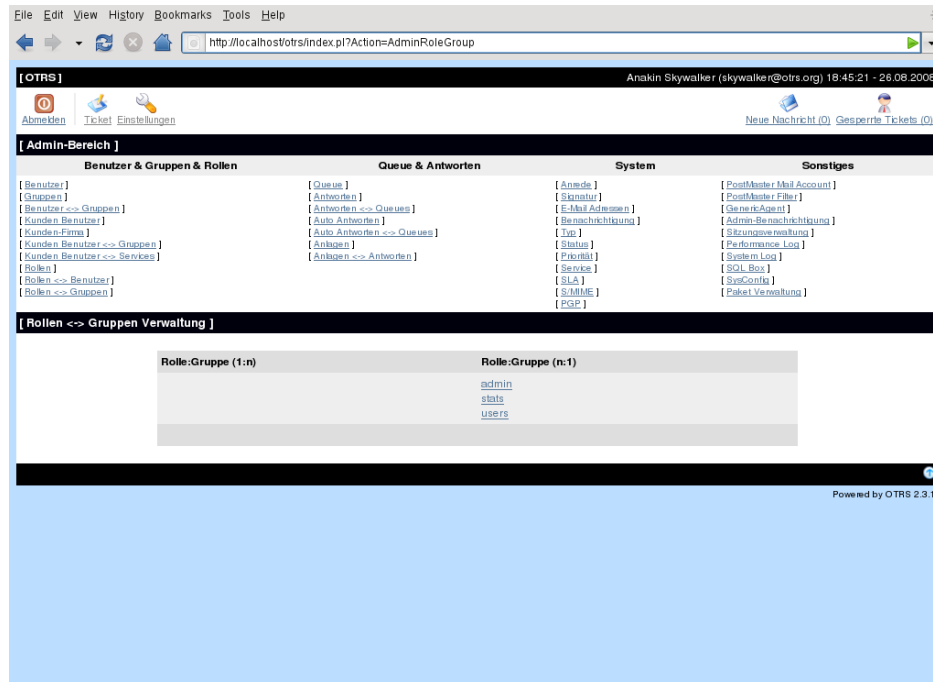 File Edit View History Bookmarks Tools Help
http://localhost/otrs/index.pl?Action=AdminRoleGroup
[ OTRS ] Anakin Skywalker (skywalker@otrs.org) 18:45:21 - 26.08.2008
Abmelden Ticket Einstellungen Neue Nachricht (0) Gesperrte Tickets (0)
[ Admin-Bereich ]
Benutzer & Gruppen & Rollen Queue & Antworten System Sonstiges
[ Benutzer ] [ Queue ] [ Anrede ] [ PostMaster Mail Account ]
[ Gruppen ] [ Antworten ] [ Signatur ] [ PostMaster Filter ]
[ Benutzer <-> Gruppen ] [ Antworten <-> Queues ] [ E-Mail Adressen ] [ GenericAgent ]
[ Kunden Benutzer ] [ Auto Antworten ] [ Benachrichtigung ] [ Admin-Benachrichtigung ]
[ Kunden-Firma ] [ Auto Antworten <-> Queues ] [ Typ ] [ Sitzungsverwaltung ]
[ Kunden Benutzer <-> Gruppen ] [ Anlagen ] [ Status ] [ Performance Log ]
[ Kunden Benutzer <-> Services ] [ Anlagen <-> Antworten ] [ Priorität ] [ System Log ]
[ Rollen ] [ Service ] [ SQL Box ]
[ Rollen <-> Benutzer ] [ SLA ] [ SysConfig ]
[ Rollen <-> Gruppen ] [ S/MIME ] [ Paket Verwaltung ]
[ PGP ]
[ Rollen <-> Gruppen Verwaltung ]
Rolle:Gruppe (1:n) Rolle:Gruppe (n:1)
admin
stats
users
Powered by OTRS 2.3.1